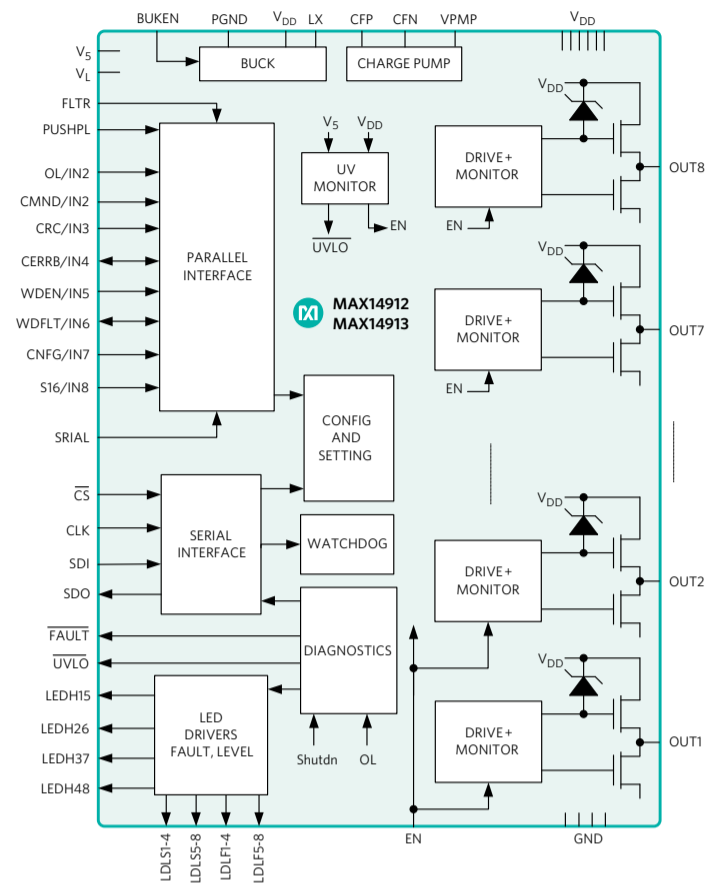 BUKEN PGND VDD LX CFP CFN VPMP VDD
V5
VL
BUCK
CHARGE PUMP
FLTR
PUSHPL
OL/IN2
CMND/IN2
CRC/IN3
CERRB/IN4
WDEN/IN5
WDFLT/IN6
CNFG/IN7
S16/IN8
SRIAL
PARALLEL
INTERFACE
V5 VDD
UV
MONITOR
UVLO
EN
MAX14912
MAX14913
CONFIG
AND
SETTING
CS
CLK
SDI
SDO
SERIAL
INTERFACE
WATCHDOG
FAULT
UVLO
DIAGNOSTICS
LEDH15
LEDH26
LEDH37
LEDH48
LED
DRIVERS
FAULT, LEVEL
Shutdn OL
LDLS1-4
LDLS5-8
LDLF1-4
LDLF5-8
VDD
DRIVE+
MONITOR
EN
OUT8
VDD
DRIVE+
MONITOR
EN
OUT7
VDD
DRIVE+
MONITOR
OUT2
VDD
DRIVE+
MONITOR
OUT1
EN
GND